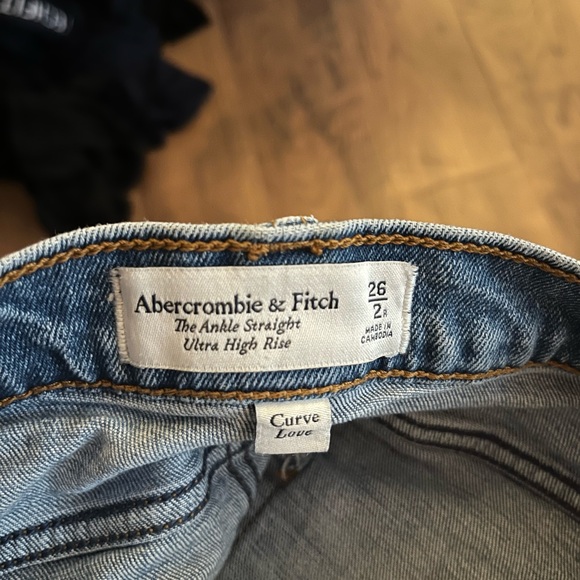 Abercrombie & Fitch
The Ankle Straight
Ultra High Rise
26
2R
MADE IN
CAMBODIA
Curve
Love